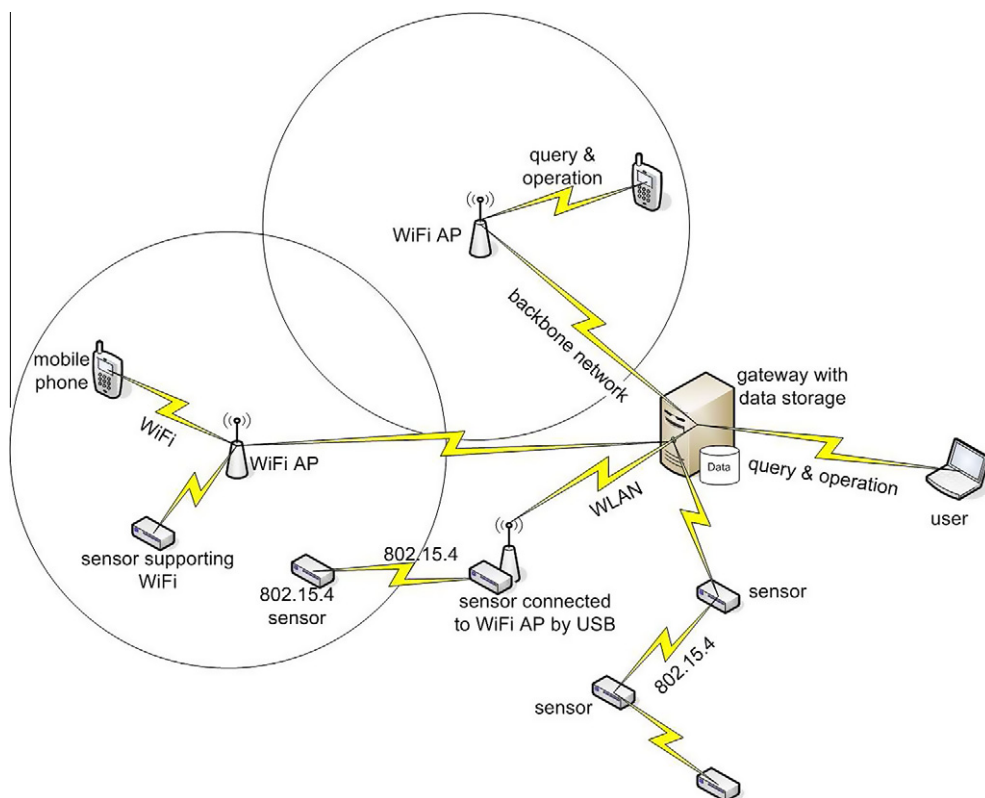 query &
operation
WiFi AP
backbone network
mobile
phone
WiFi
WiFi AP
gateway with
data storage
Data
query & operation
user
WLAN
sensor supporting
WiFi
802.15.4
802.15.4
sensor
sensor connected
to WiFi AP by USB
sensor
802.15.4
sensor